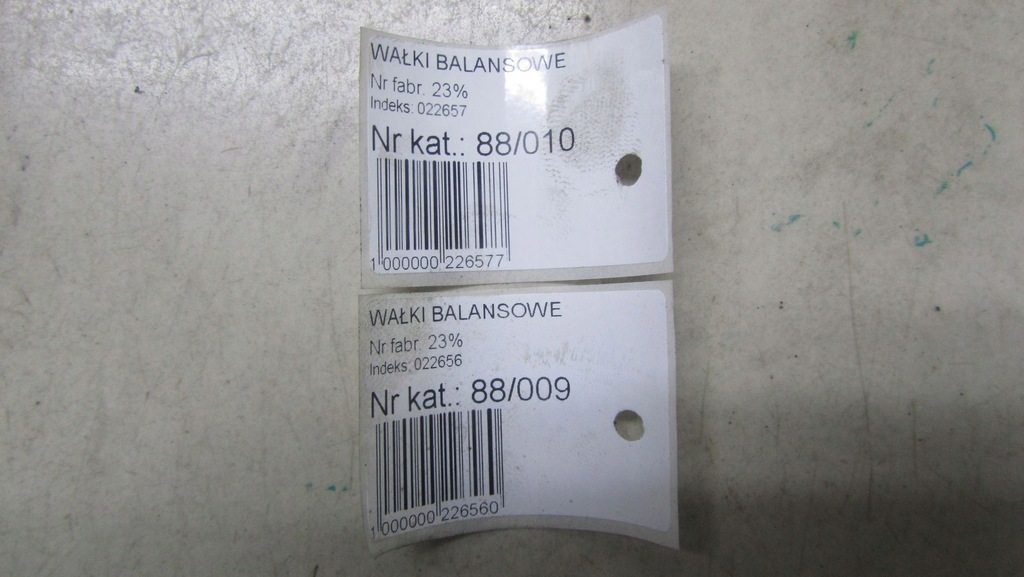 WAŁKI BALANSOWE
Nr fabr. 23%
Indeks: 022657
Nr kat.: 88/010
1 000000 226577
WAŁKI BALANSOWE
Nr fabr. 23%
Indeks: 022656
Nr kat.: 88/009
1 000000 226560